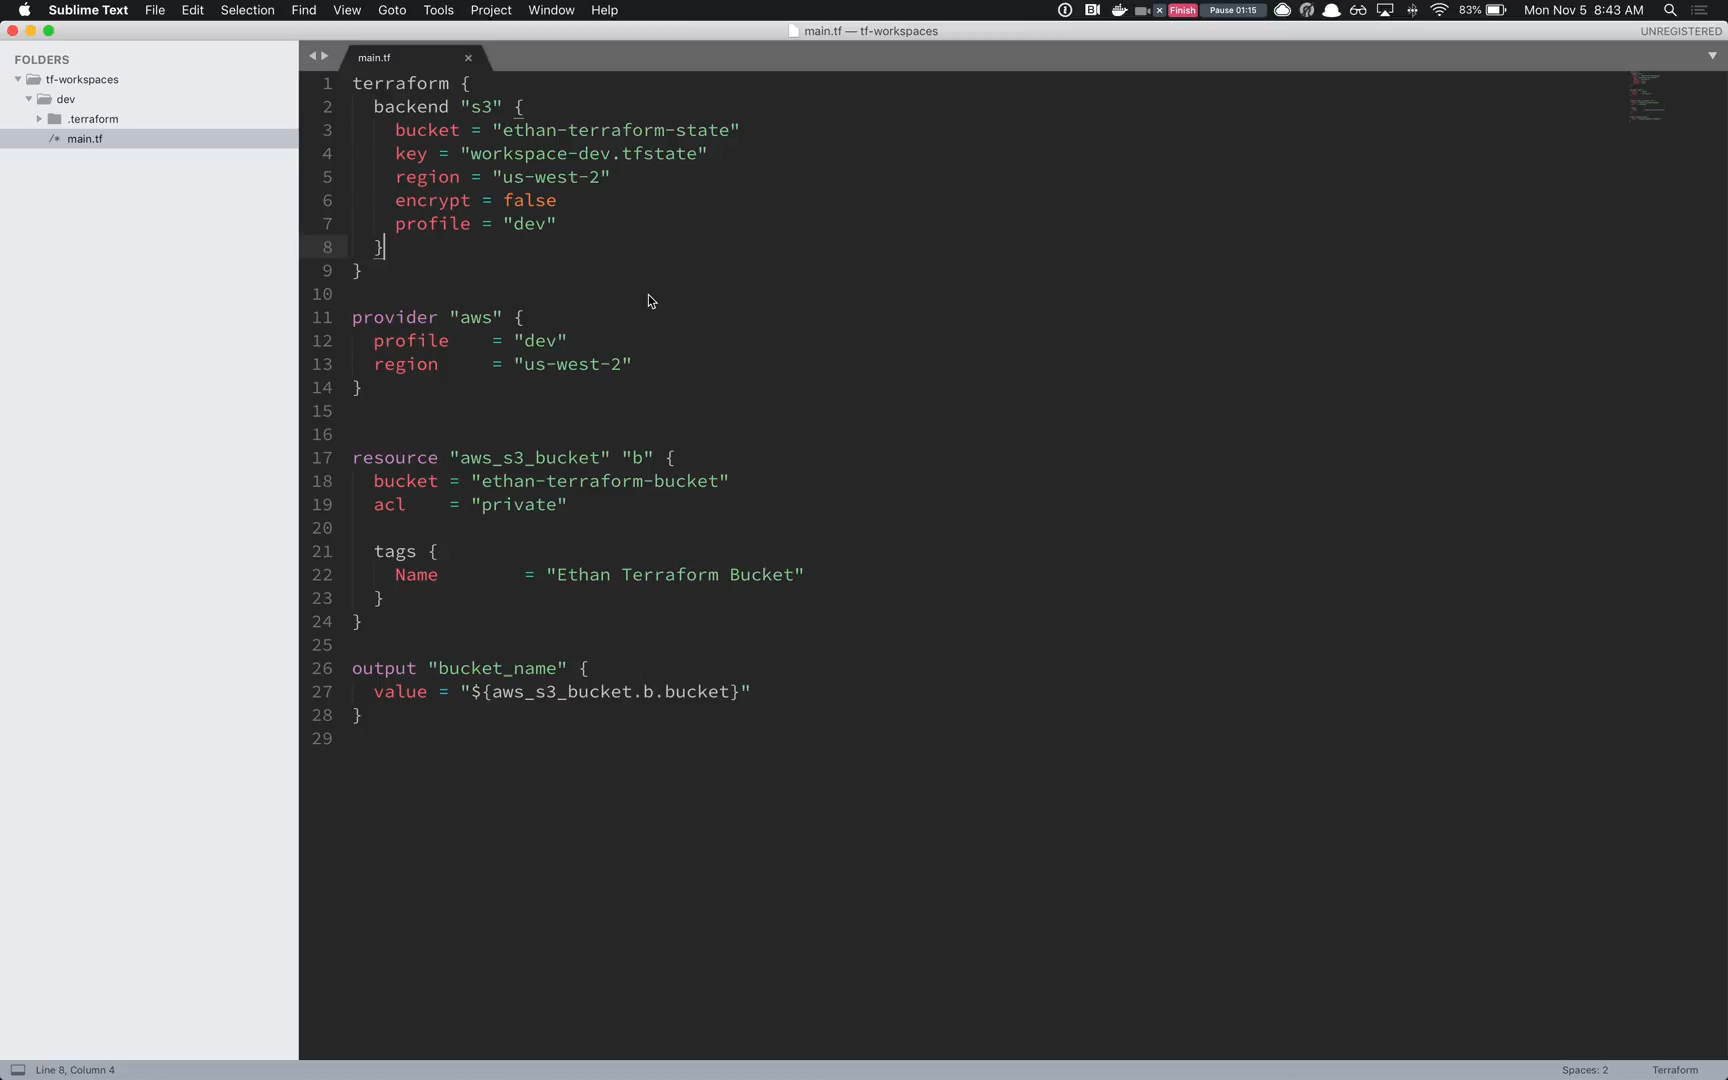 Sublime Text File Edit Selection Find View Goto Tools Project Window Help Finish Pause 01:15 83% Mon Nov 5 8:43 AM
main.tf — tf-workspaces UNREGISTERED
FOLDERS
tf-workspaces
dev
.terraform
/* main.tf
main.tf ×
1 terraform {
2   backend "s3" {
3     bucket = "ethan-terraform-state"
4     key = "workspace-dev.tfstate"
5     region = "us-west-2"
6     encrypt = false
7     profile = "dev"
8   }
9 }
10
11 provider "aws" {
12   profile    = "dev"
13   region     = "us-west-2"
14 }
15
16
17 resource "aws_s3_bucket" "b" {
18   bucket = "ethan-terraform-bucket"
19   acl    = "private"
20
21   tags {
22     Name        = "Ethan Terraform Bucket"
23   }
24 }
25
26 output "bucket_name" {
27   value = "${aws_s3_bucket.b.bucket}"
28 }
29
Line 8, Column 4 Spaces: 2 Terraform